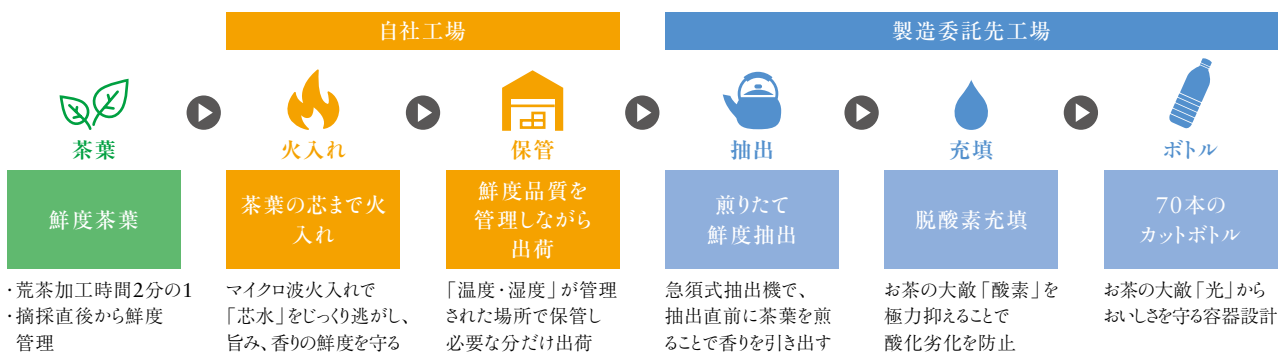 自社工場
製造委託先工場
茶葉
火入れ
保管
抽出
充填
ボトル
鮮度茶葉
茶葉の芯まで火
入れ
鮮度品質を
管理しながら
出荷
煎りたて
鮮度抽出
脱酸素充填
70本の
カットボトル
・荒茶加工時間2分の1
・摘採直後から鮮度
管理
マイクロ波火入れで
「芯水」をじっくり逃がし、
旨み、香りの鮮度を守る
「温度・湿度」が管理
された場所で保管し
必要な分だけ出荷
急須式抽出機で、
抽出直前に茶葉を煎
ることで香りを引き出す
お茶の大敵「酸素」を
極力抑えることで
酸化劣化を防止
お茶の大敵「光」から
おいしさを守る容器設計